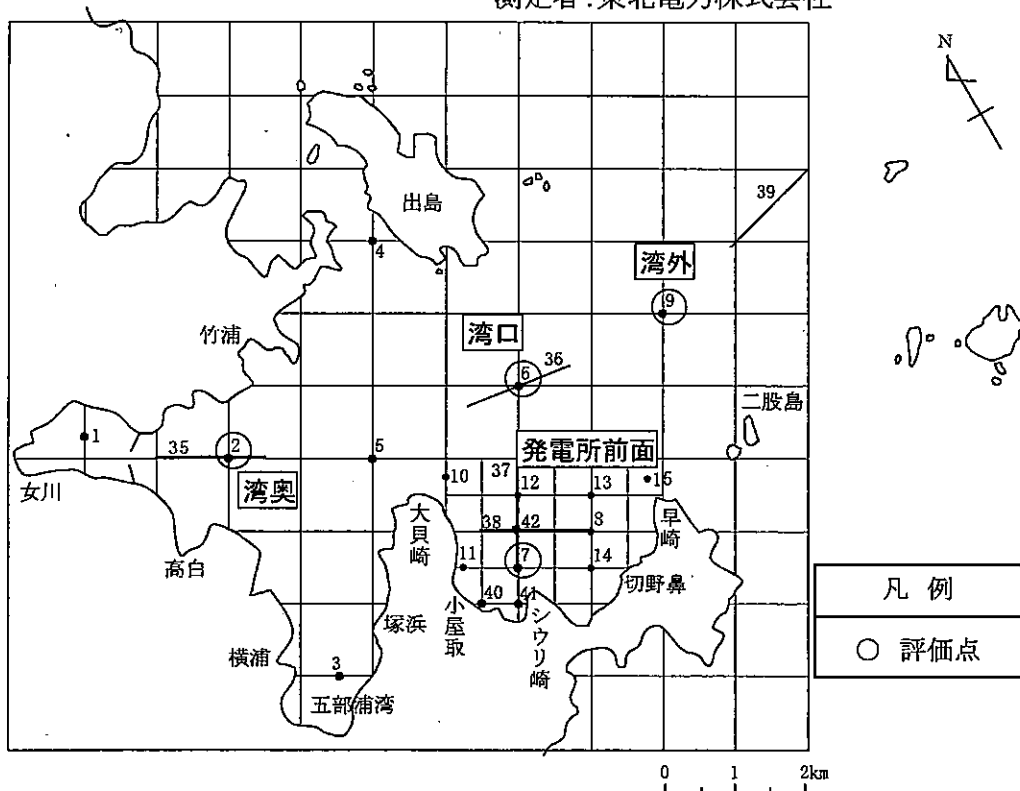 測定者：東北電力株式会社
N
39
出島
4
湾外
9
湾口
36
6
竹浦
二股島
1
35
2
5
発電所前面
37
10
12
13
15
女川
湾奥
大貝崎
38
42
8
早崎
高白
11
7
14
切野鼻
凡例
40
41
小屋取
シウリ崎
塚浜
○ 評価点
横浦
3
五部浦湾
0 1 2km